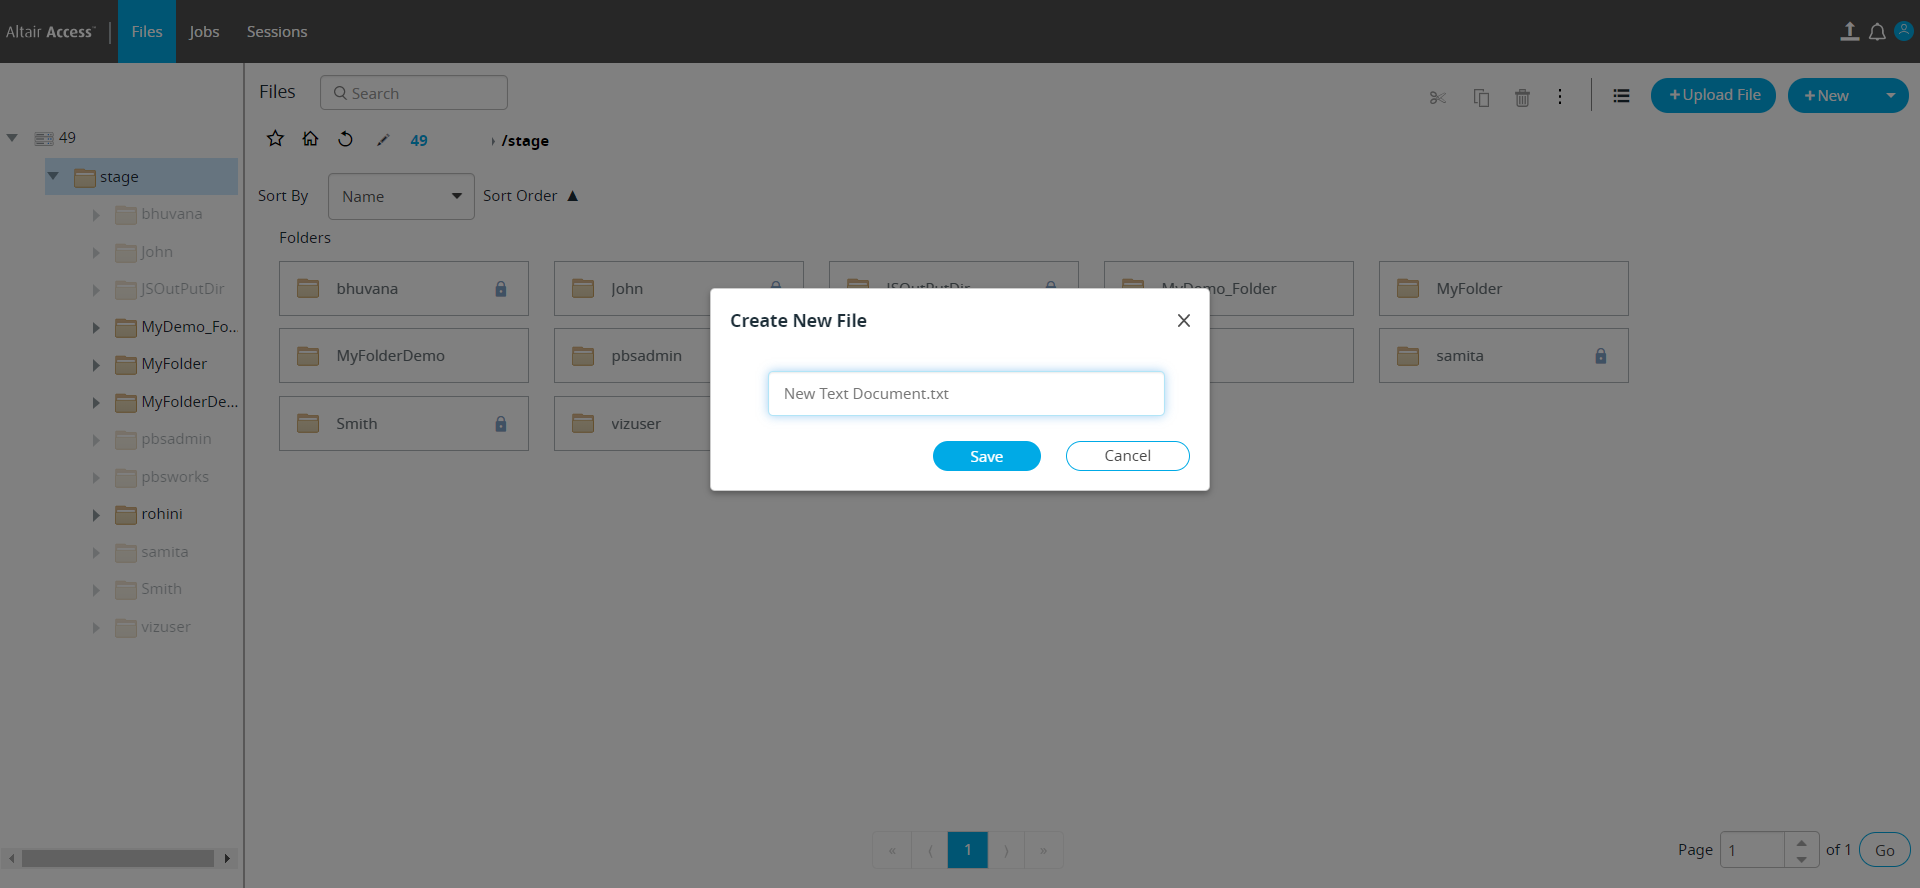 Altair Access™
Files
Jobs
Sessions
49
stage
bhuvana
John
JSOutPutDir
MyDemo_Fo...
MyFolder
MyFolderDe...
pbsadmin
pbsworks
rohini
samita
Smith
vizuser
Files
Search
+Upload File
+New
49
/stage
Sort By
Name
Sort Order ▲
Folders
bhuvana
John
JSOutPutDir
MyDemo_Folder
MyFolder
MyFolderDemo
pbsadmin
samita
Smith
vizuser
Create New File
New Text Document.txt
Save
Cancel
« ⟨ 1 ⟩ »
Page 1 of 1 Go